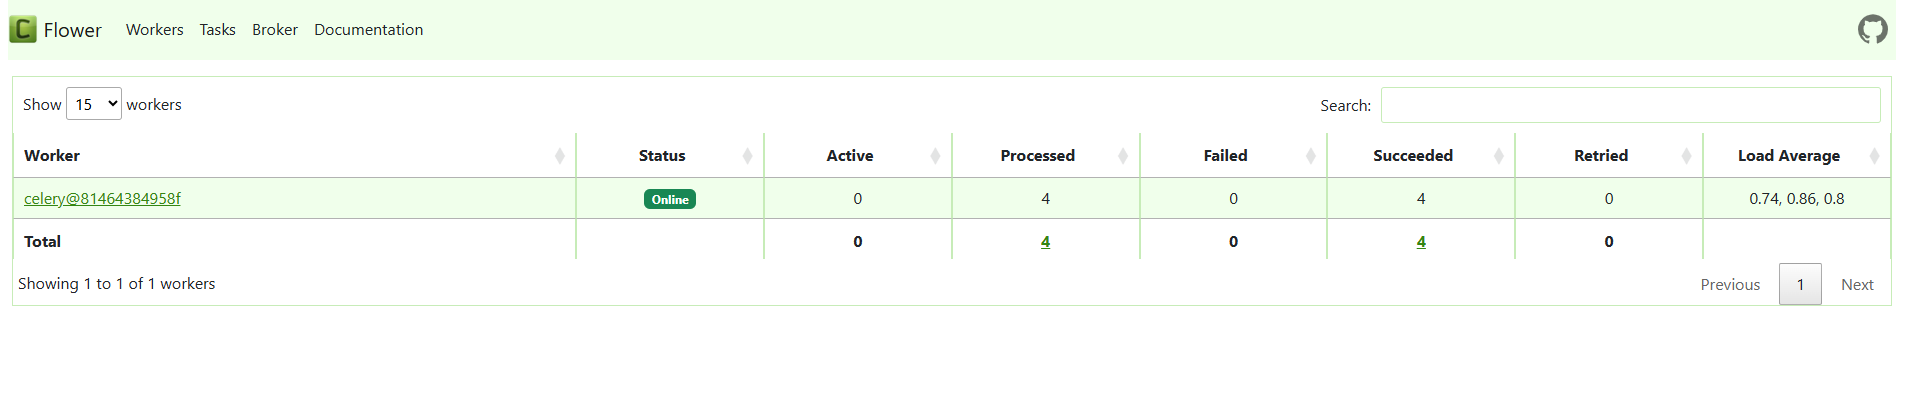 Flower Workers Tasks Broker Documentation
Show 15 workers Search:
Worker Status Active Processed Failed Succeeded Retried Load Average
celery@81464384958f Online 0 4 0 4 0 0.74, 0.86, 0.8
Total 0 4 0 4 0
Showing 1 to 1 of 1 workers Previous 1 Next